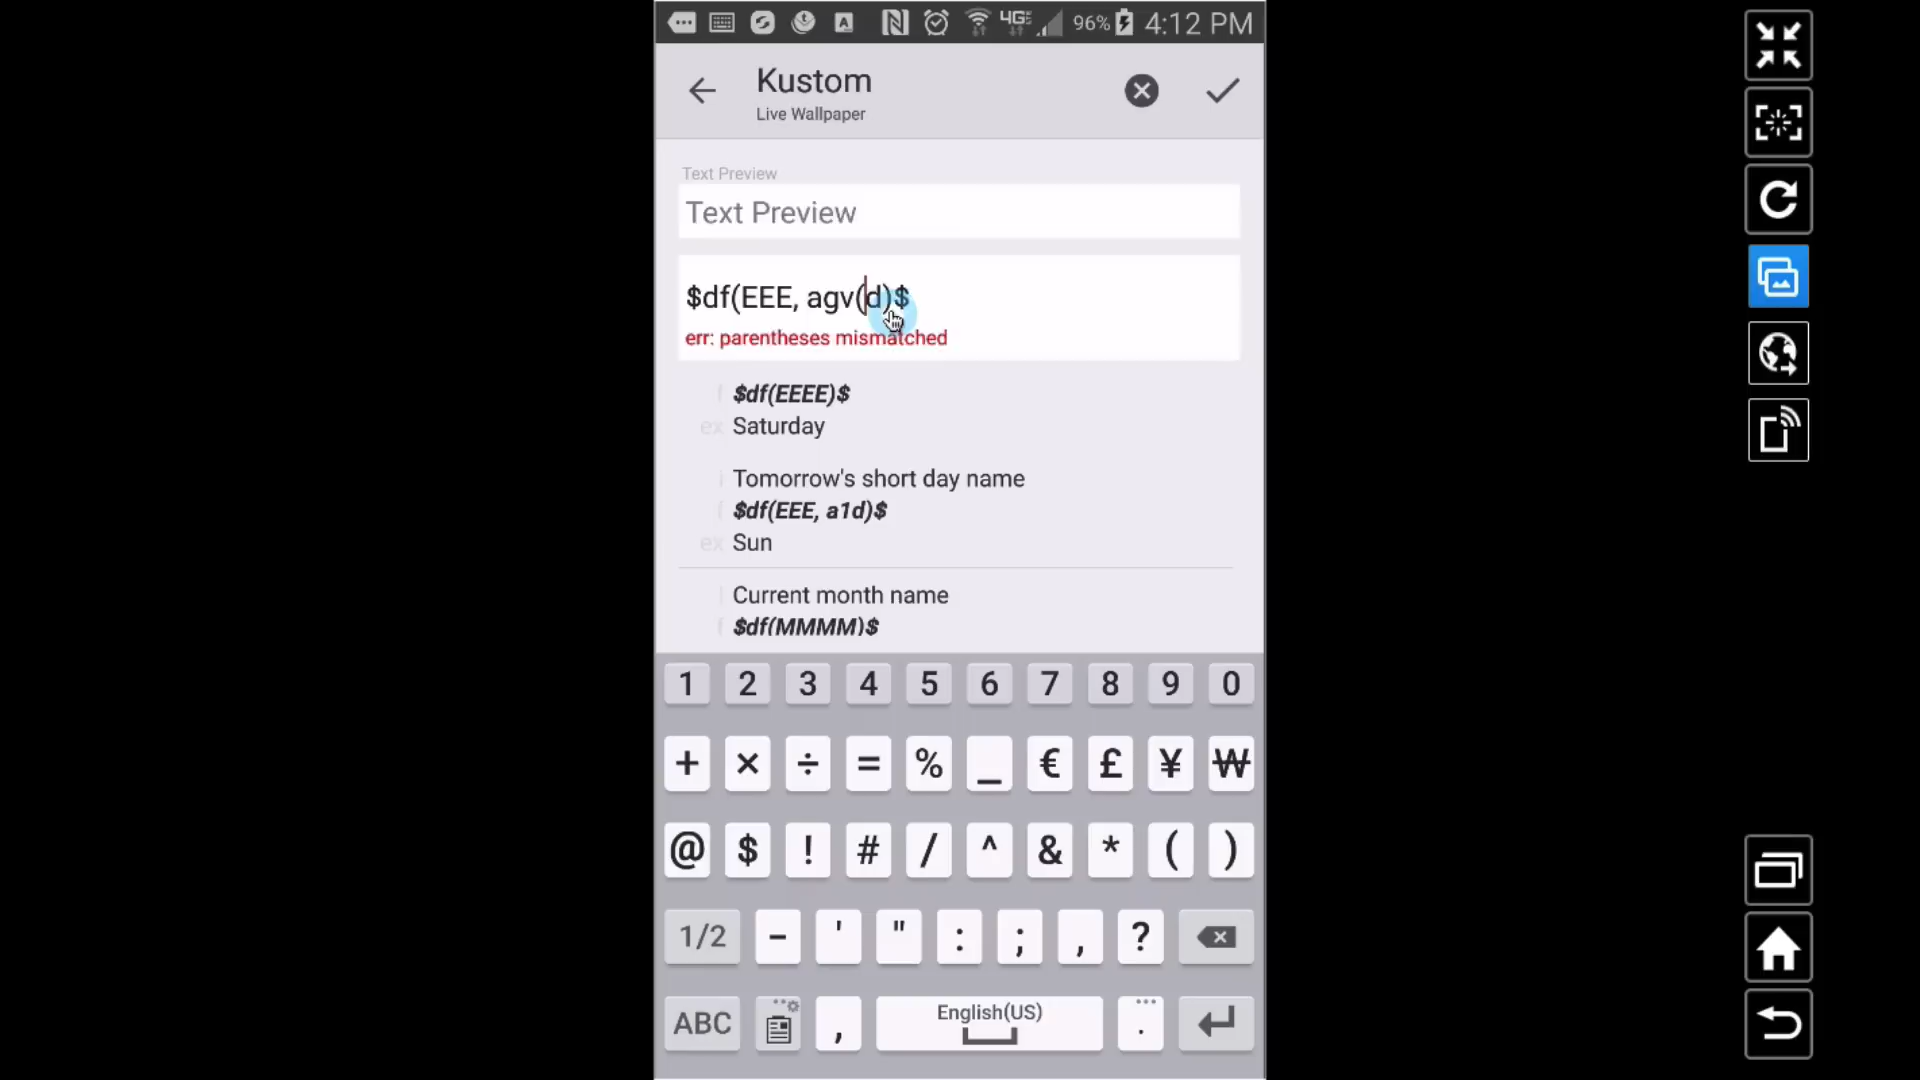 96% 4:12 PM
Kustom
Live Wallpaper
Text Preview
Text Preview
$df(EEE, agv(d)$
err: parentheses mismatched
f $df(EEEE)$
ex Saturday
i Tomorrow's short day name
f $df(EEE, a1d)$
ex Sun
i Current month name
f $df(MMMM)$
1 2 3 4 5 6 7 8 9 0
+ × ÷ = % _ € £ ¥ ₩
@ $ ! # / ^ & * ( )
1/2 - ' " : ; , ?
English(US)
ABC , .